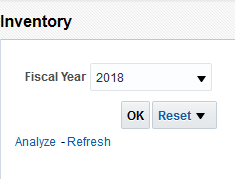 Inventory
Fiscal Year 2018
OK Reset
Analyze - Refresh